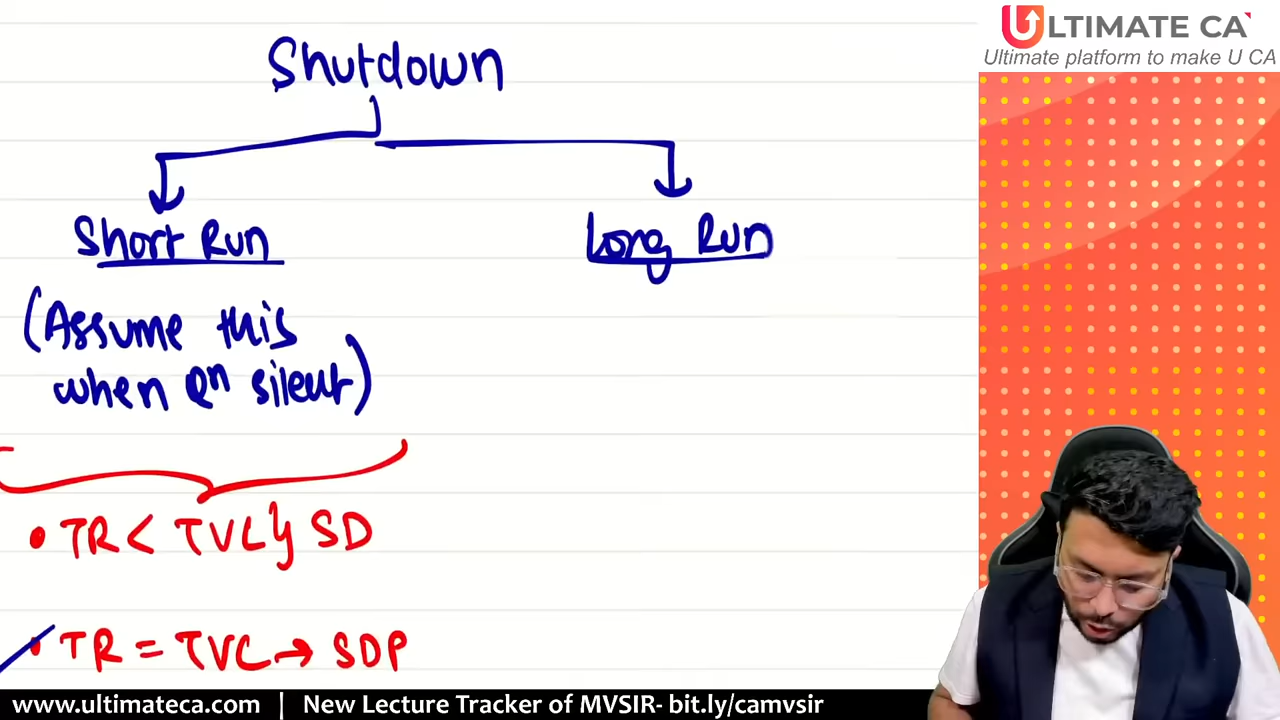 ULTIMATE CA
Ultimate platform to make U CA
Shutdown
Short Run
Long Run
(Assume this
when Qn silent)
• TR < TVC } SD
• TR = TVC → SDP
www.ultimateca.com | New Lecture Tracker of MVSIR- bit.ly/camvsir